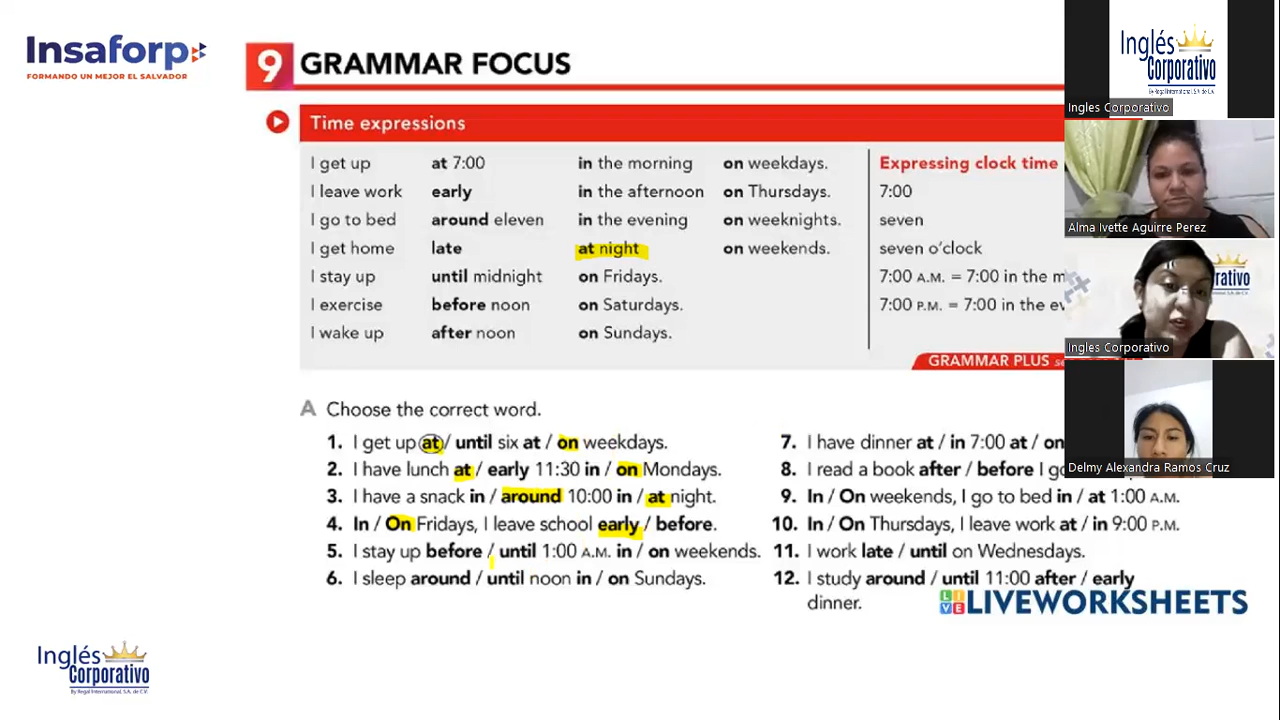 Insaforp
FORMANDO UN MEJOR EL SALVADOR
9 GRAMMAR FOCUS
Time expressions
I get up at 7:00 in the morning on weekdays.
I leave work early in the afternoon on Thursdays.
I go to bed around eleven in the evening on weeknights.
I get home late at night on weekends.
I stay up until midnight on Fridays.
I exercise before noon on Saturdays.
I wake up after noon on Sundays.
Expressing clock time
7:00
seven
seven o'clock
7:00 A.M. = 7:00 in the
7:00 P.M. = 7:00 in the
GRAMMAR PLUS
A Choose the correct word.
1. I get up at / until six at / on weekdays.
2. I have lunch at / early 11:30 in / on Mondays.
3. I have a snack in / around 10:00 in / at night.
4. In / On Fridays, I leave school early / before.
5. I stay up before / until 1:00 A.M. in / on weekends.
6. I sleep around / until noon in / on Sundays.
7. I have dinner at / in 7:00 at / on
8. I read a book after / before I
9. In / On weekends, I go to bed in / at 1:00 A.M.
10. In / On Thursdays, I leave work at / in 9:00 P.M.
11. I work late / until on Wednesdays.
12. I study around / until 11:00 after / early
dinner.
LIVE LIVEWORKSHEETS
Inglés
Corporativo
By Regal International, S.A. de C.V.
Inglés
Corporativo
By Regal International, S.A. de C.V.
Ingles Corporativo
Alma Ivette Aguirre Perez
Ingles Corporativo
Delmy Alexandra Ramos Cruz